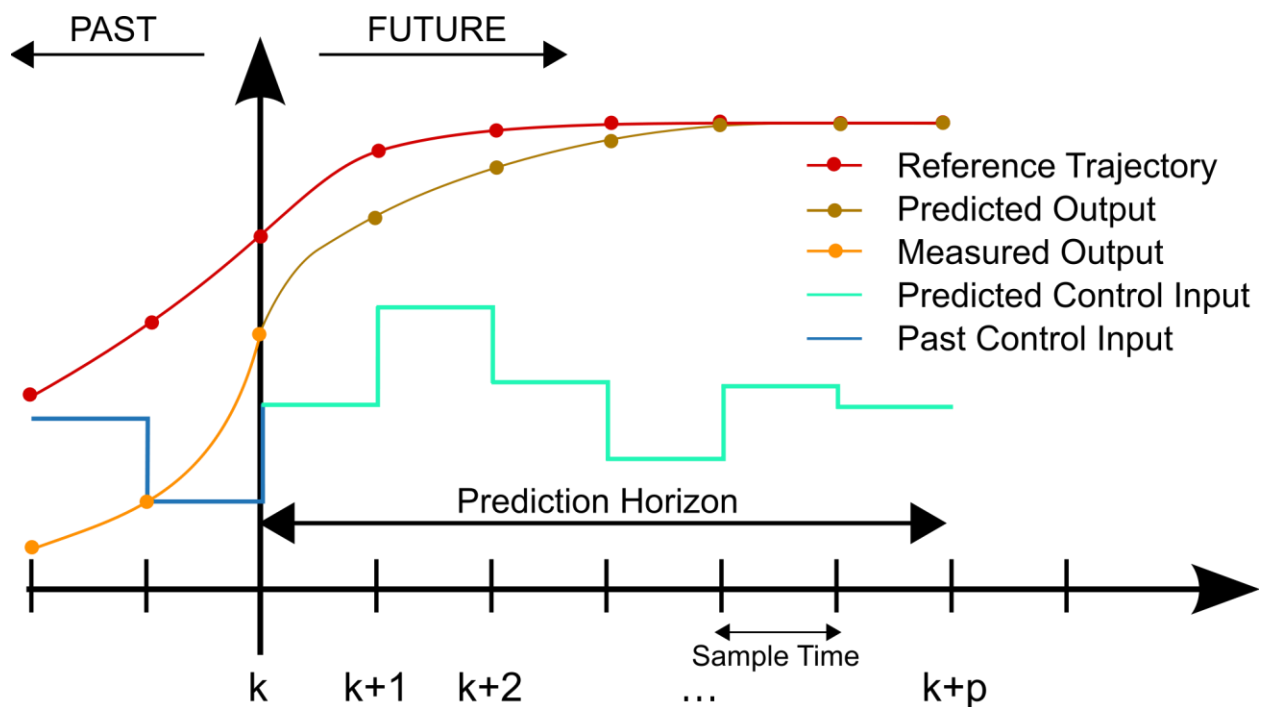 PAST
FUTURE
Reference Trajectory
Predicted Output
Measured Output
Predicted Control Input
Past Control Input
Prediction Horizon
Sample Time
k
k+1
k+2
...
k+p